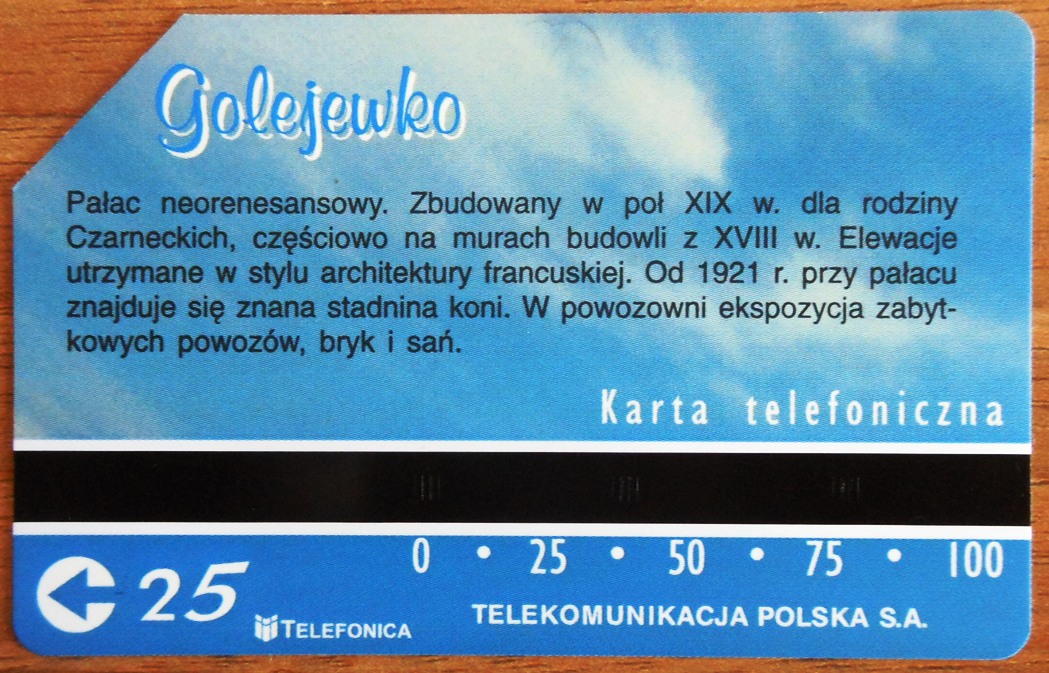 Golejewko
Pałac neorenesansowy. Zbudowany w poł XIX w. dla rodziny
Czarneckich, częściowo na murach budowli z XVIII w. Elewacje
utrzymane w stylu architektury francuskiej. Od 1921 r. przy pałacu
znajduje się znana stadnina koni. W powozowni ekspozycja zabyt-
kowych powozów, bryk i sań.
Karta telefoniczna
0 • 25 • 50 • 75 • 100
25
TELEFONICA
TELEKOMUNIKACJA POLSKA S.A.